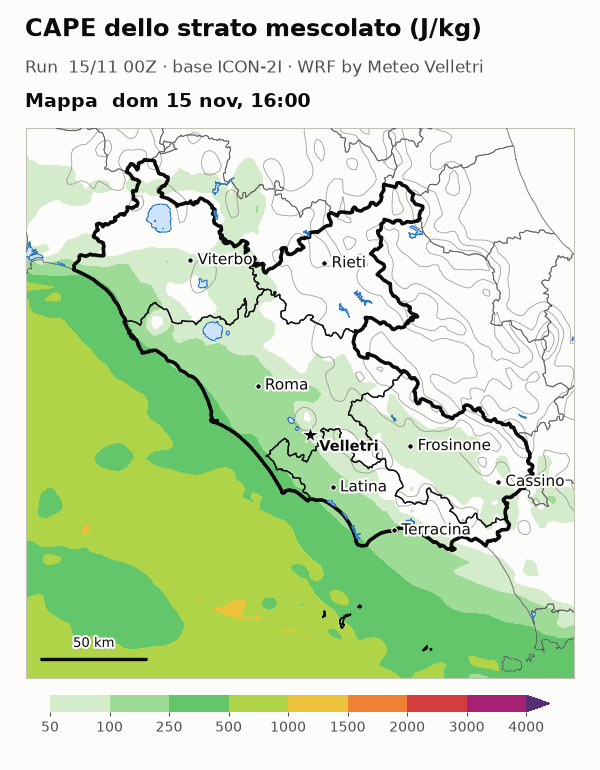 CAPE dello strato mescolato (J/kg)
Run  15/11 00Z · base ICON-2I · WRF by Meteo Velletri
Mappa  dom 15 nov, 16:00
Viterbo
Rieti
Roma
Velletri
Frosinone
Latina
Cassino
Terracina
50 km
50 100 250 500 1000 1500 2000 3000 4000